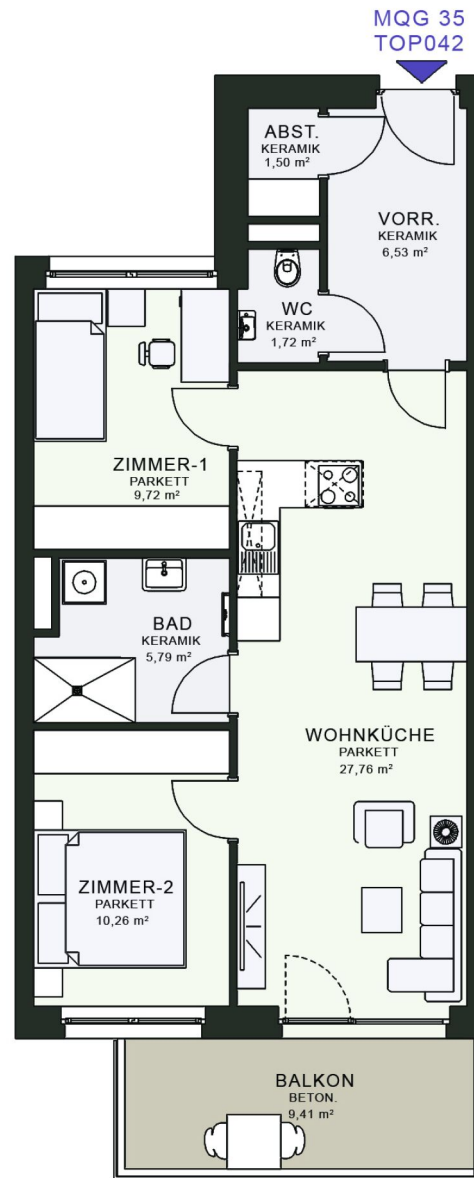 MQG 35
TOP042
ABST.
KERAMIK
1,50 m²
VORR.
KERAMIK
6,53 m²
WC
KERAMIK
1,72 m²
ZIMMER-1
PARKETT
9,72 m²
BAD
KERAMIK
5,79 m²
WOHNKÜCHE
PARKETT
27,76 m²
ZIMMER-2
PARKETT
10,26 m²
BALKON
BETON.
9,41 m²